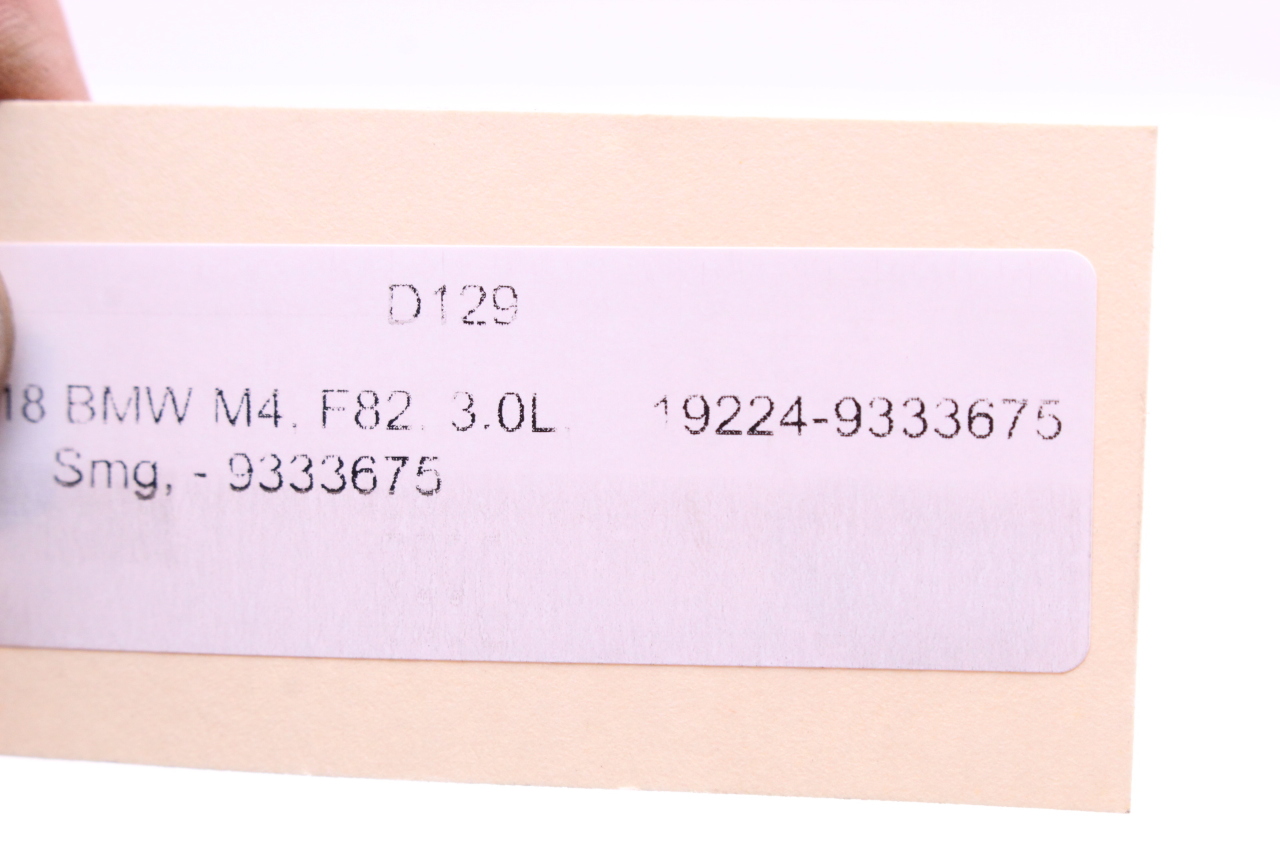 D129
18 BMW M4. F82. 3.0L. 19224-9333675
Smg, - 9333675